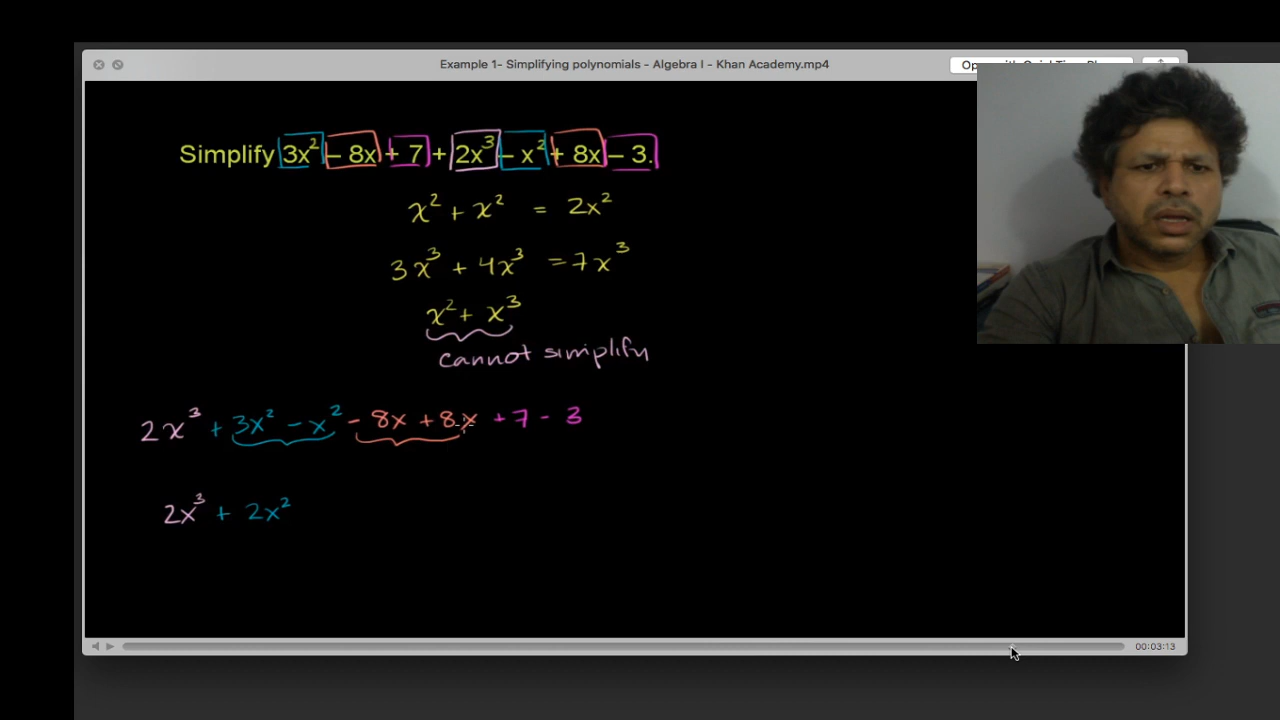 Example 1- Simplifying polynomials - Algebra I - Khan Academy.mp4
Simplify 3x² – 8x + 7 + 2x³ – x² + 8x – 3.
x² + x² = 2x²
3x³ + 4x³ = 7x³
x² + x³
cannot simplify
2x³ + 3x² - x² - 8x + 8x + 7 - 3
2x³ + 2x²
00:03:13